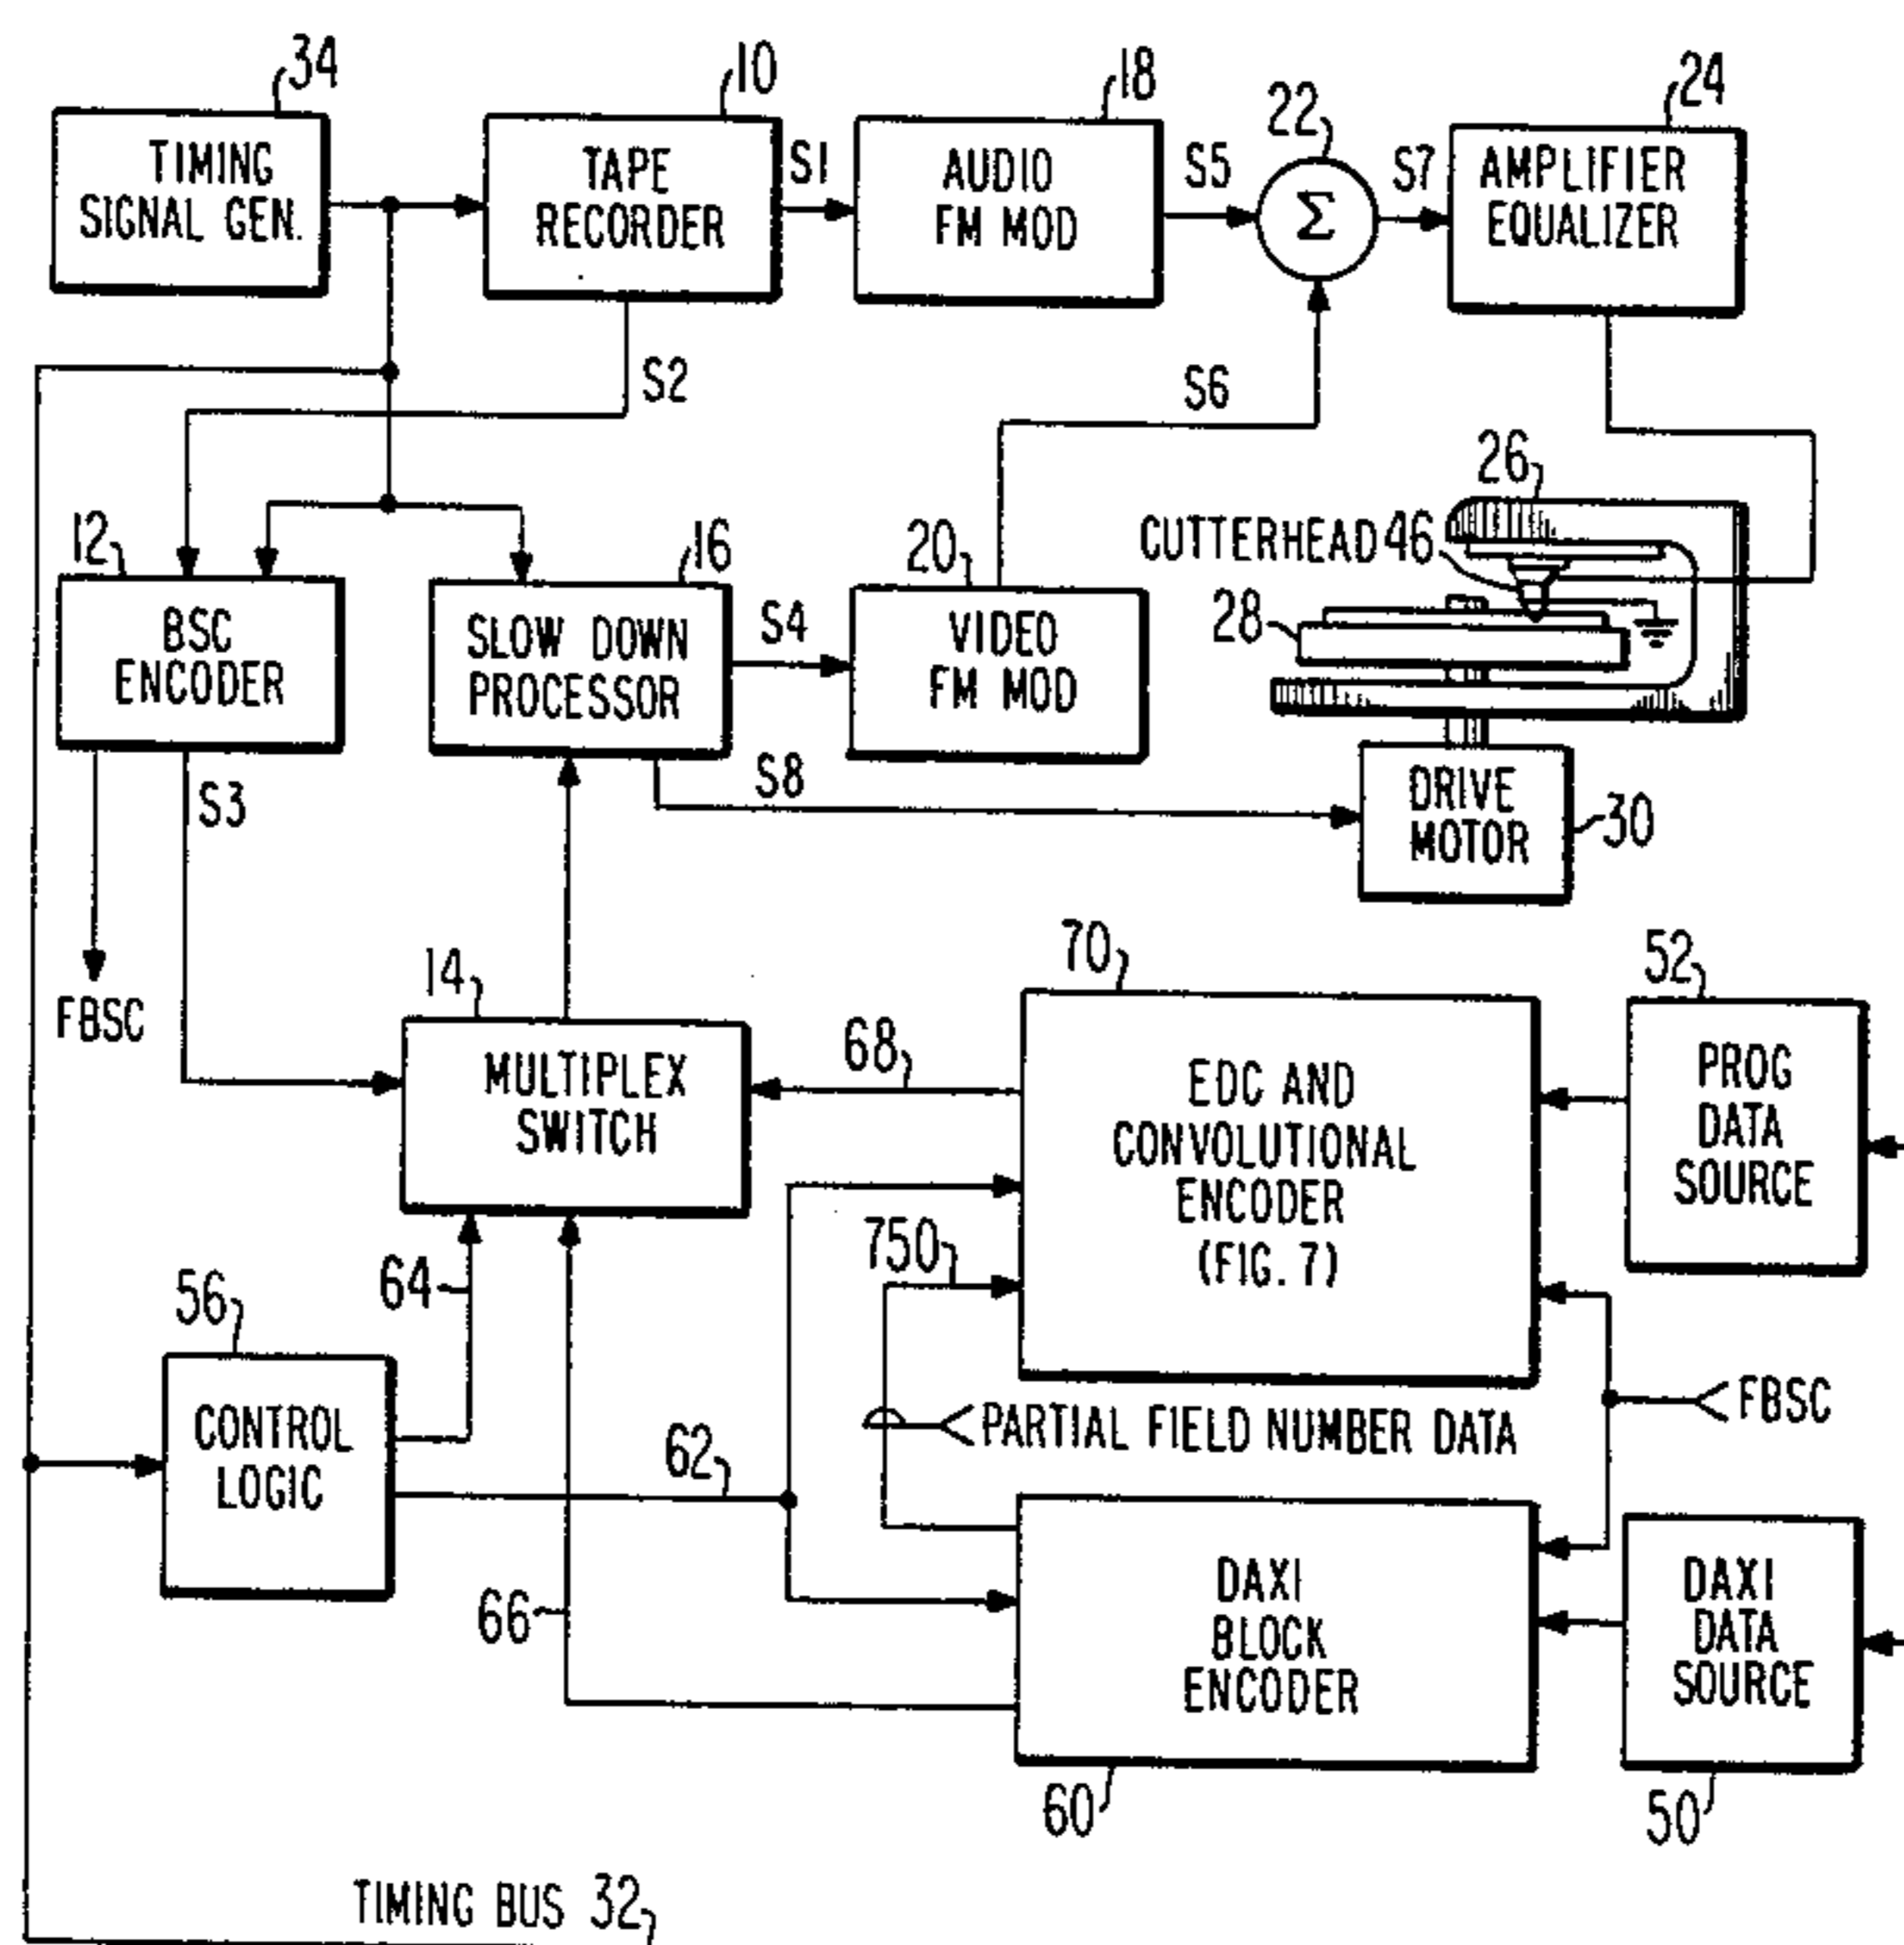 34
10
18
22
24
TIMING
SIGNAL GEN.
TAPE
RECORDER
S1
AUDIO
FM MOD
S5
Σ
S7
AMPLIFIER
EQUALIZER
S2
S6
26
CUTTERHEAD 46
12
16
20
28
BSC
ENCODER
SLOW DOWN
PROCESSOR
S4
VIDEO
FM MOD
S3
S8
DRIVE
MOTOR
30
FBSC
14
70
52
MULTIPLEX
SWITCH
68
EDC AND
CONVOLUTIONAL
ENCODER
(FIG. 7)
PROG
DATA
SOURCE
750
56
64
CONTROL
LOGIC
62
PARTIAL FIELD NUMBER DATA
FBSC
66
DAXI
BLOCK
ENCODER
DAXI
DATA
SOURCE
60
50
TIMING BUS 32